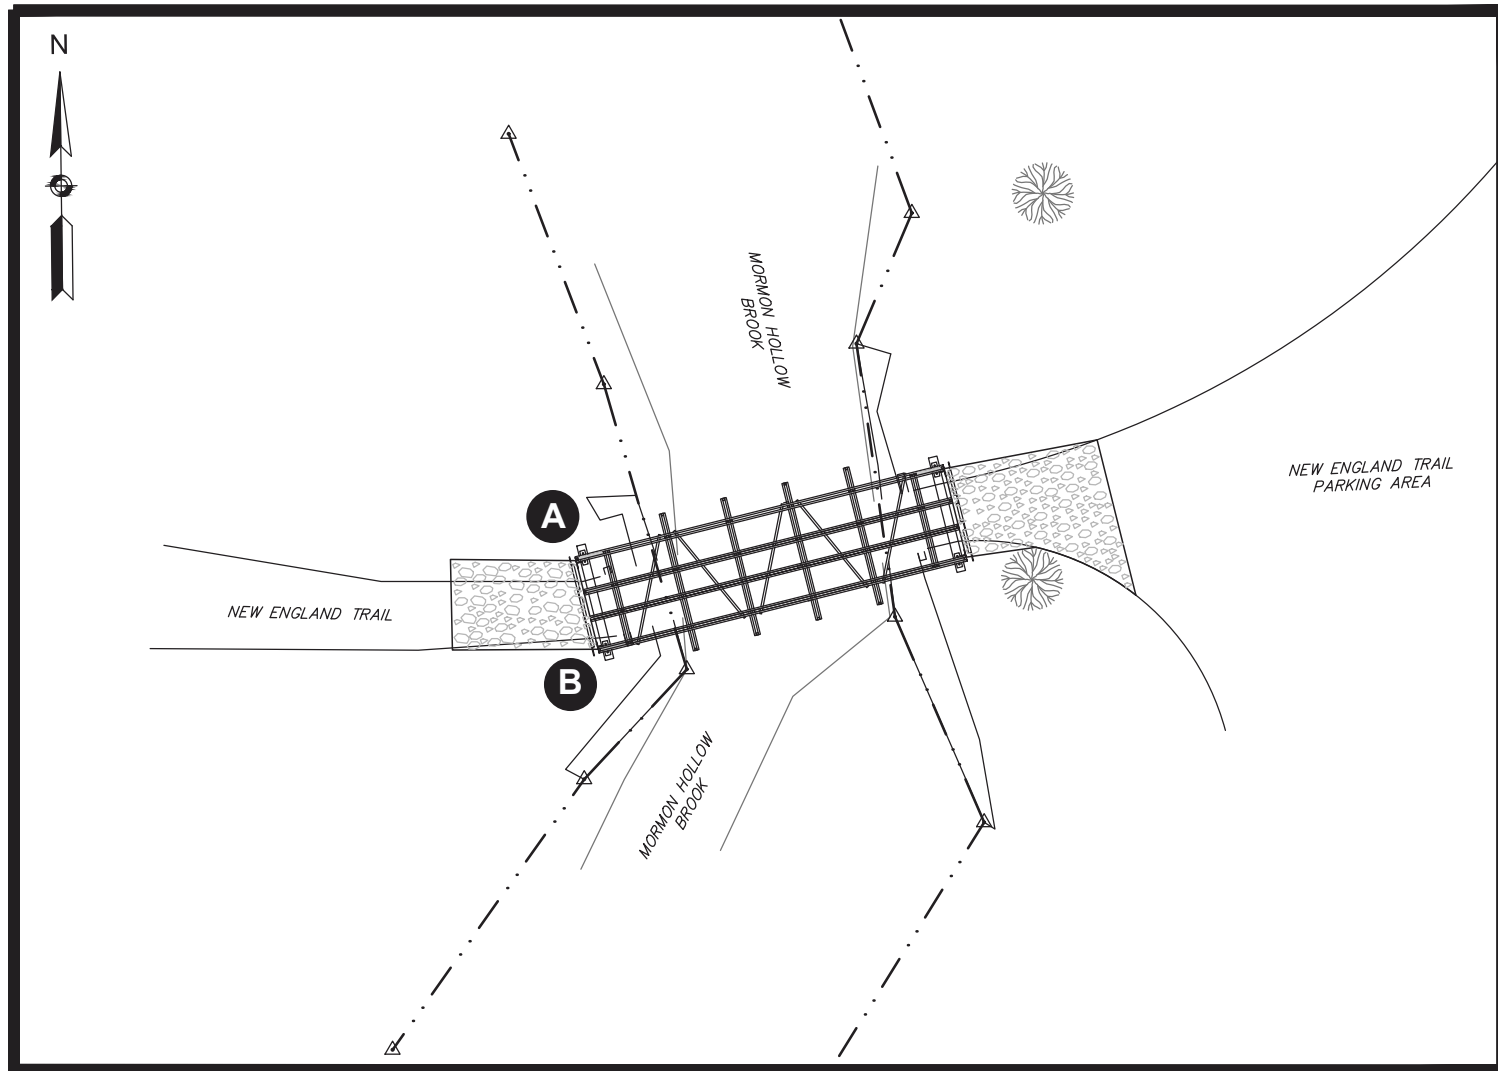 N
MORMON HOLLOW
BROOK
A
NEW ENGLAND TRAIL
PARKING AREA
NEW ENGLAND TRAIL
B
MORMON HOLLOW
BROOK